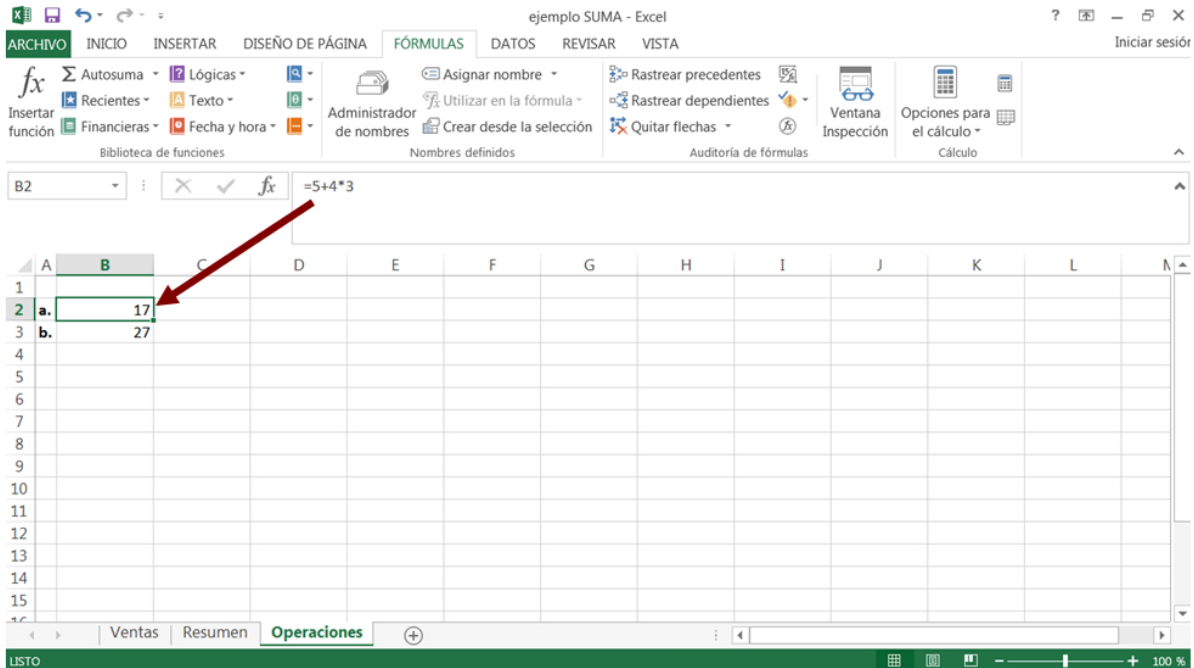 ejemplo SUMA - Excel
ARCHIVO INICIO INSERTAR DISEÑO DE PÁGINA FÓRMULAS DATOS REVISAR VISTA Iniciar sesión
fx Insertar función
Σ Autosuma
Recientes
Financieras
Lógicas
Texto
Fecha y hora
Biblioteca de funciones
Administrador de nombres
Asignar nombre
Utilizar en la fórmula
Crear desde la selección
Nombres definidos
Rastrear precedentes
Rastrear dependientes
Quitar flechas
Auditoría de fórmulas
Ventana Inspección
Opciones para el cálculo
Cálculo
B2 fx =5+4*3
A B C D E F G H I J K L
1
2 a. 17
3 b. 27
4
5
6
7
8
9
10
11
12
13
14
15
16
Ventas Resumen Operaciones
LISTO 100 %